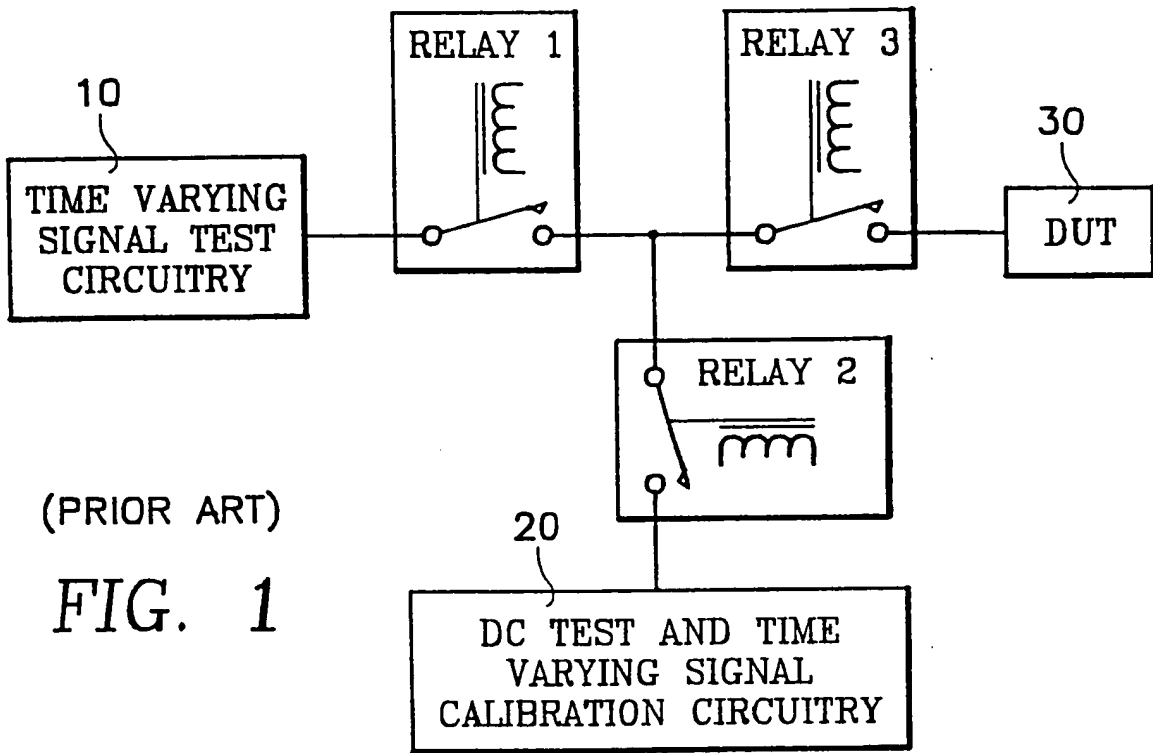 RELAY 1
RELAY 3
10
30
TIME VARYING
SIGNAL TEST
CIRCUITRY
DUT
RELAY 2
(PRIOR ART)
FIG. 1
20
DC TEST AND TIME
VARYING SIGNAL
CALIBRATION CIRCUITRY